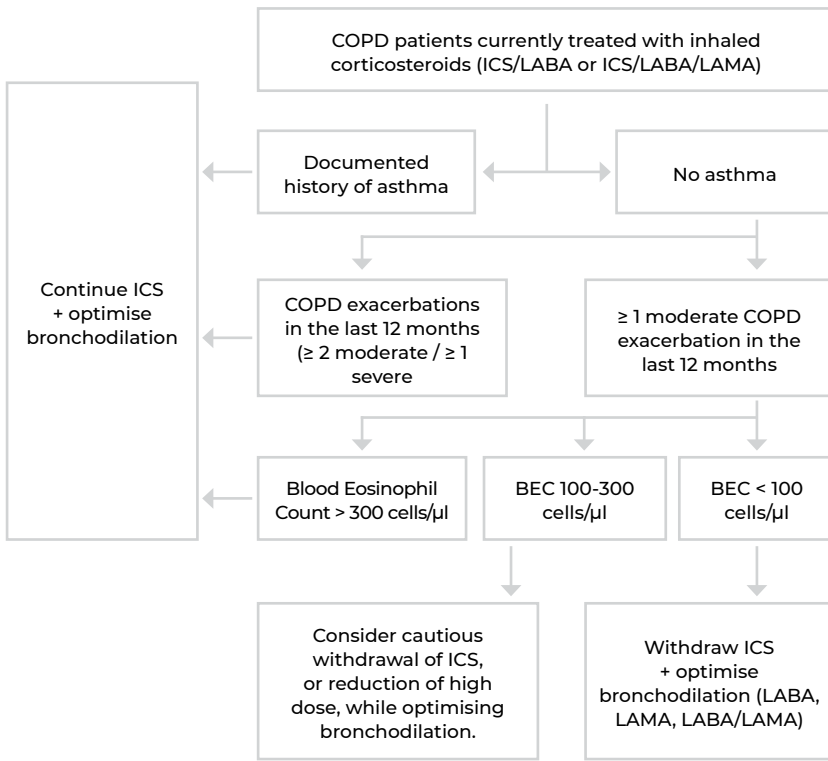 COPD patients currently treated with inhaled
corticosteroids (ICS/LABA or ICS/LABA/LAMA)
Documented
history of asthma
No asthma
Continue ICS
+ optimise
bronchodilation
COPD exacerbations
in the last 12 months
(≥ 2 moderate / ≥ 1
severe
≥ 1 moderate COPD
exacerbation in the
last 12 months
Blood Eosinophil
Count > 300 cells/µl
BEC 100-300
cells/µl
BEC < 100
cells/µl
Consider cautious
withdrawal of ICS,
or reduction of high
dose, while optimising
bronchodilation.
Withdraw ICS
+ optimise
bronchodilation (LABA,
LAMA, LABA/LAMA)